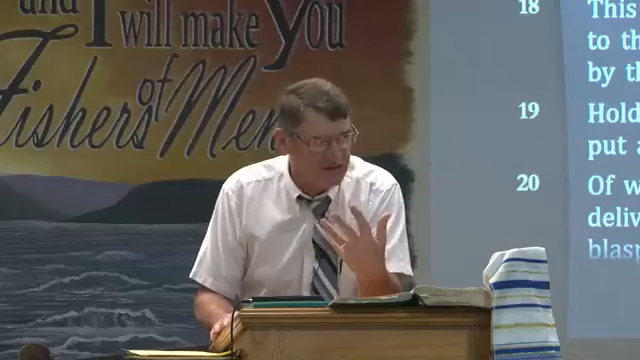 and I will make You
Fishers of Men
18 This
to th
by th
19 Hold
put a
20 Of w
deliv
blasp